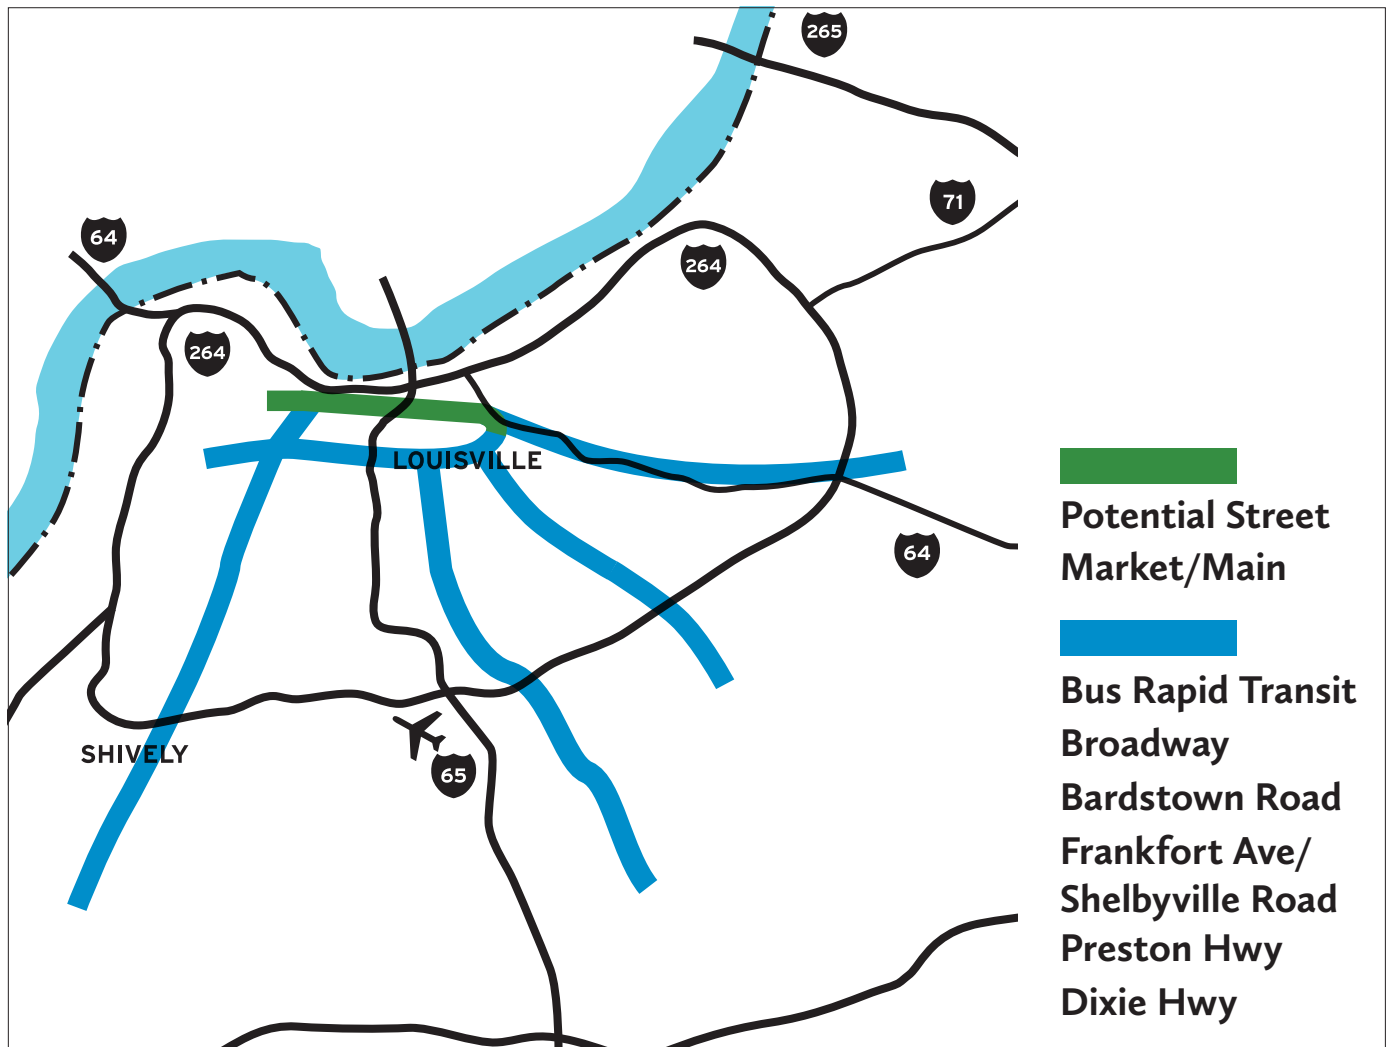 265
71
64
264
264
LOUISVILLE
64
SHIVELY
65
Potential Street
Market/Main
Bus Rapid Transit
Broadway
Bardstown Road
Frankfort Ave/
Shelbyville Road
Preston Hwy
Dixie Hwy